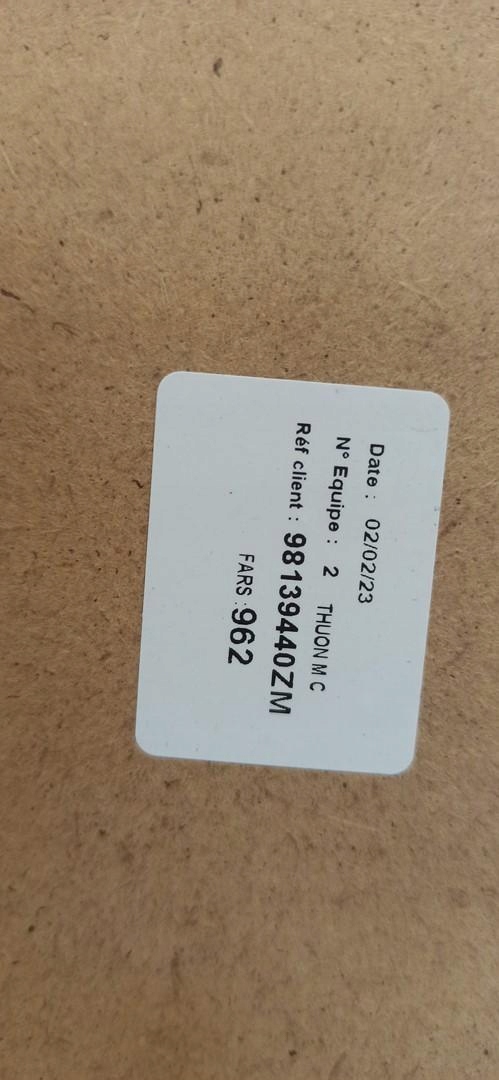 Date : 02/02/23
N° Equipe : 2 THUON M C
Réf client : 98139440ZM
FARS : 962